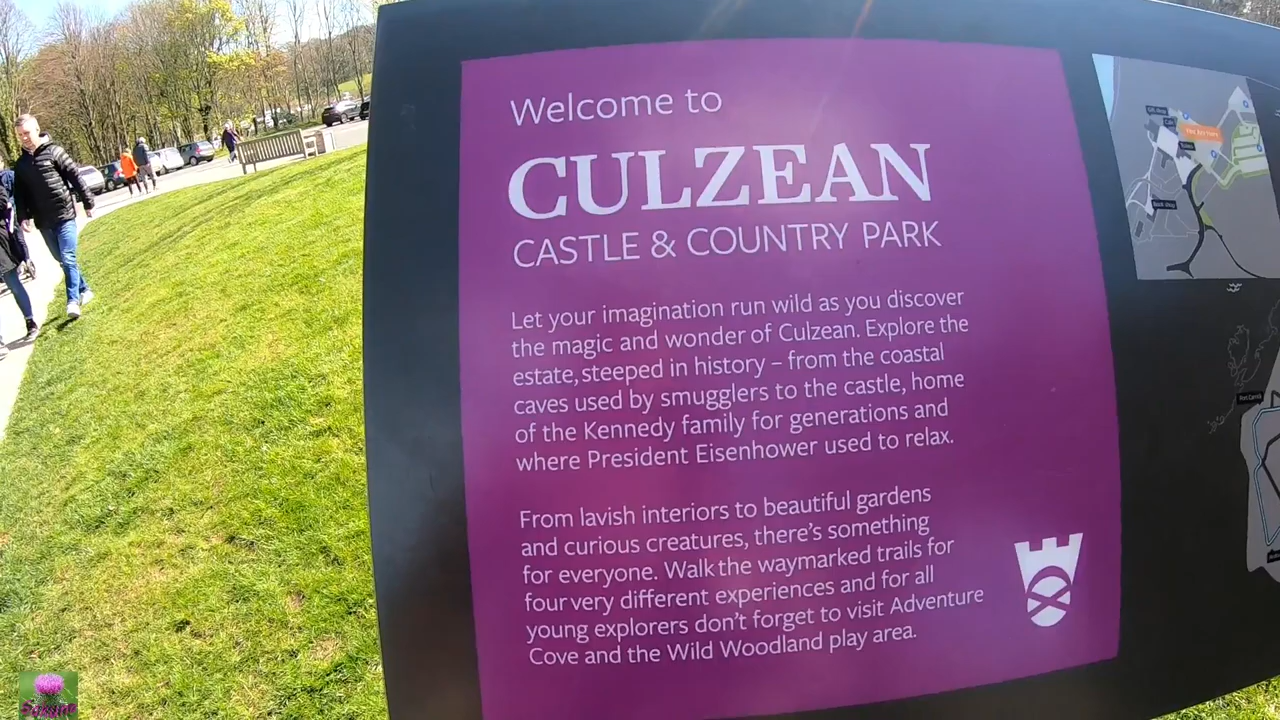 Welcome to
CULZEAN
CASTLE & COUNTRY PARK
Let your imagination run wild as you discover
the magic and wonder of Culzean. Explore the
estate, steeped in history – from the coastal
caves used by smugglers to the castle, home
of the Kennedy family for generations and
where President Eisenhower used to relax.
From lavish interiors to beautiful gardens
and curious creatures, there's something
for everyone. Walk the waymarked trails for
four very different experiences and for all
young explorers don't forget to visit Adventure
Cove and the Wild Woodland play area.